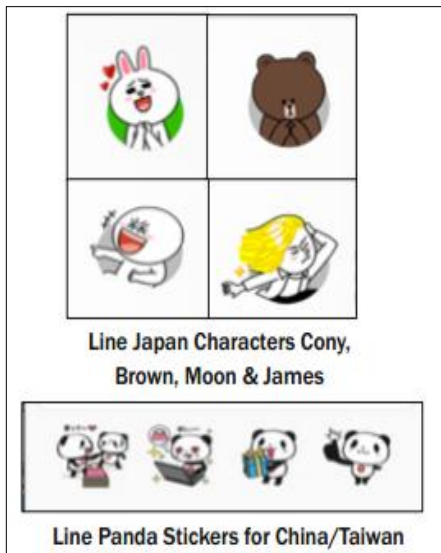 Line Japan Characters Cony,
Brown, Moon & James
Line Panda Stickers for China/Taiwan